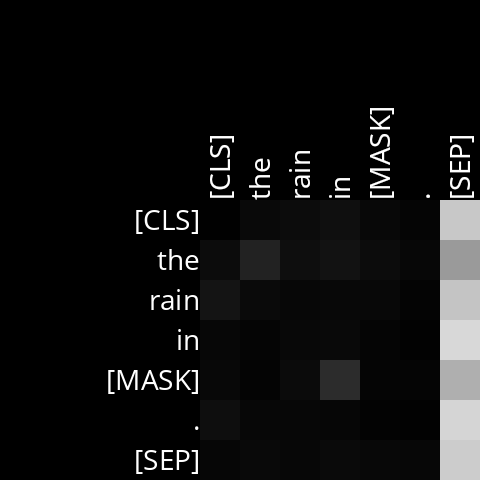 [CLS] the rain in [MASK] . [SEP]
[CLS]
the
rain
in
[MASK]
.
[SEP]